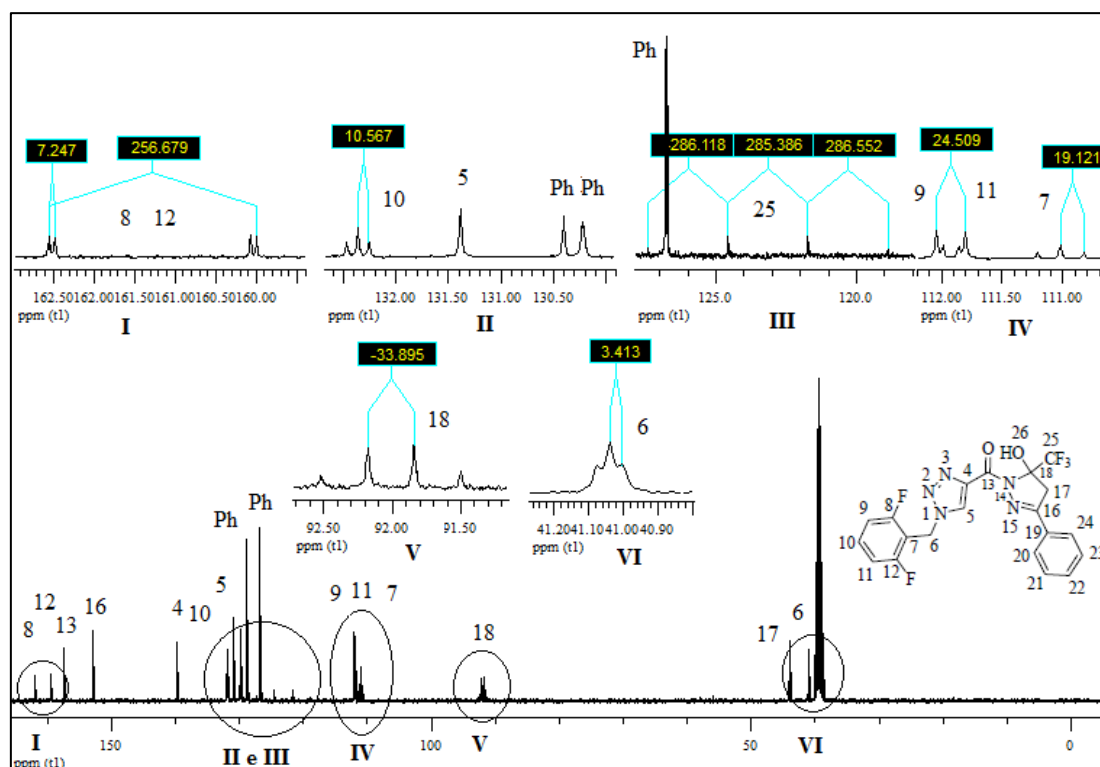 Ph
7.247
256.679
8 12
162.50162.00161.50161.00160.50160.00
ppm (t1)
I
10.567
10
5
Ph Ph
132.00 131.50 131.00 130.50
ppm (t1)
II
-286.118 285.386 286.552
25
125.0 120.0
ppm (t1)
III
24.509
19.121
9 11 7
112.00 111.50 111.00
ppm (t1)
IV
-33.895
18
92.50 92.00 91.50
ppm (t1)
V
3.413
6
41.20 41.10 41.00 40.90
ppm (t1)
VI
12
8 13 16
4 10
5
Ph
Ph
9 11 7
18
17 6
26
HO
25
CF3
O
3
N
2 N
N
1
4
5
13
14
N
N
15
18
17
16
19
24
20
23
21
22
F
8
9
10
7
6
11
12
F
150 100 50 0
I
ppm (t1)
II e III
IV
V
VI